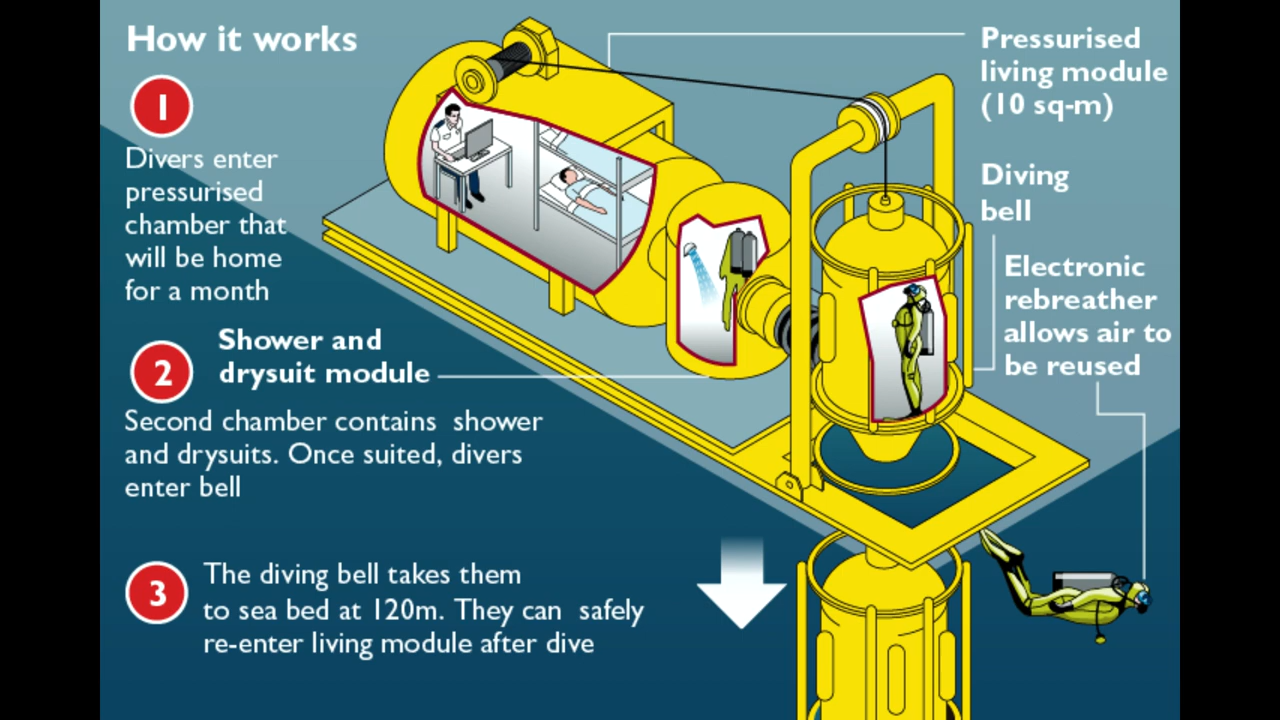 How it works
1
Divers enter
pressurised
chamber that
will be home
for a month
2
Shower and
drysuit module
Second chamber contains shower
and drysuits. Once suited, divers
enter bell
3
The diving bell takes them
to sea bed at 120m. They can safely
re-enter living module after dive
Pressurised
living module
(10 sq-m)
Diving
bell
Electronic
rebreather
allows air to
be reused